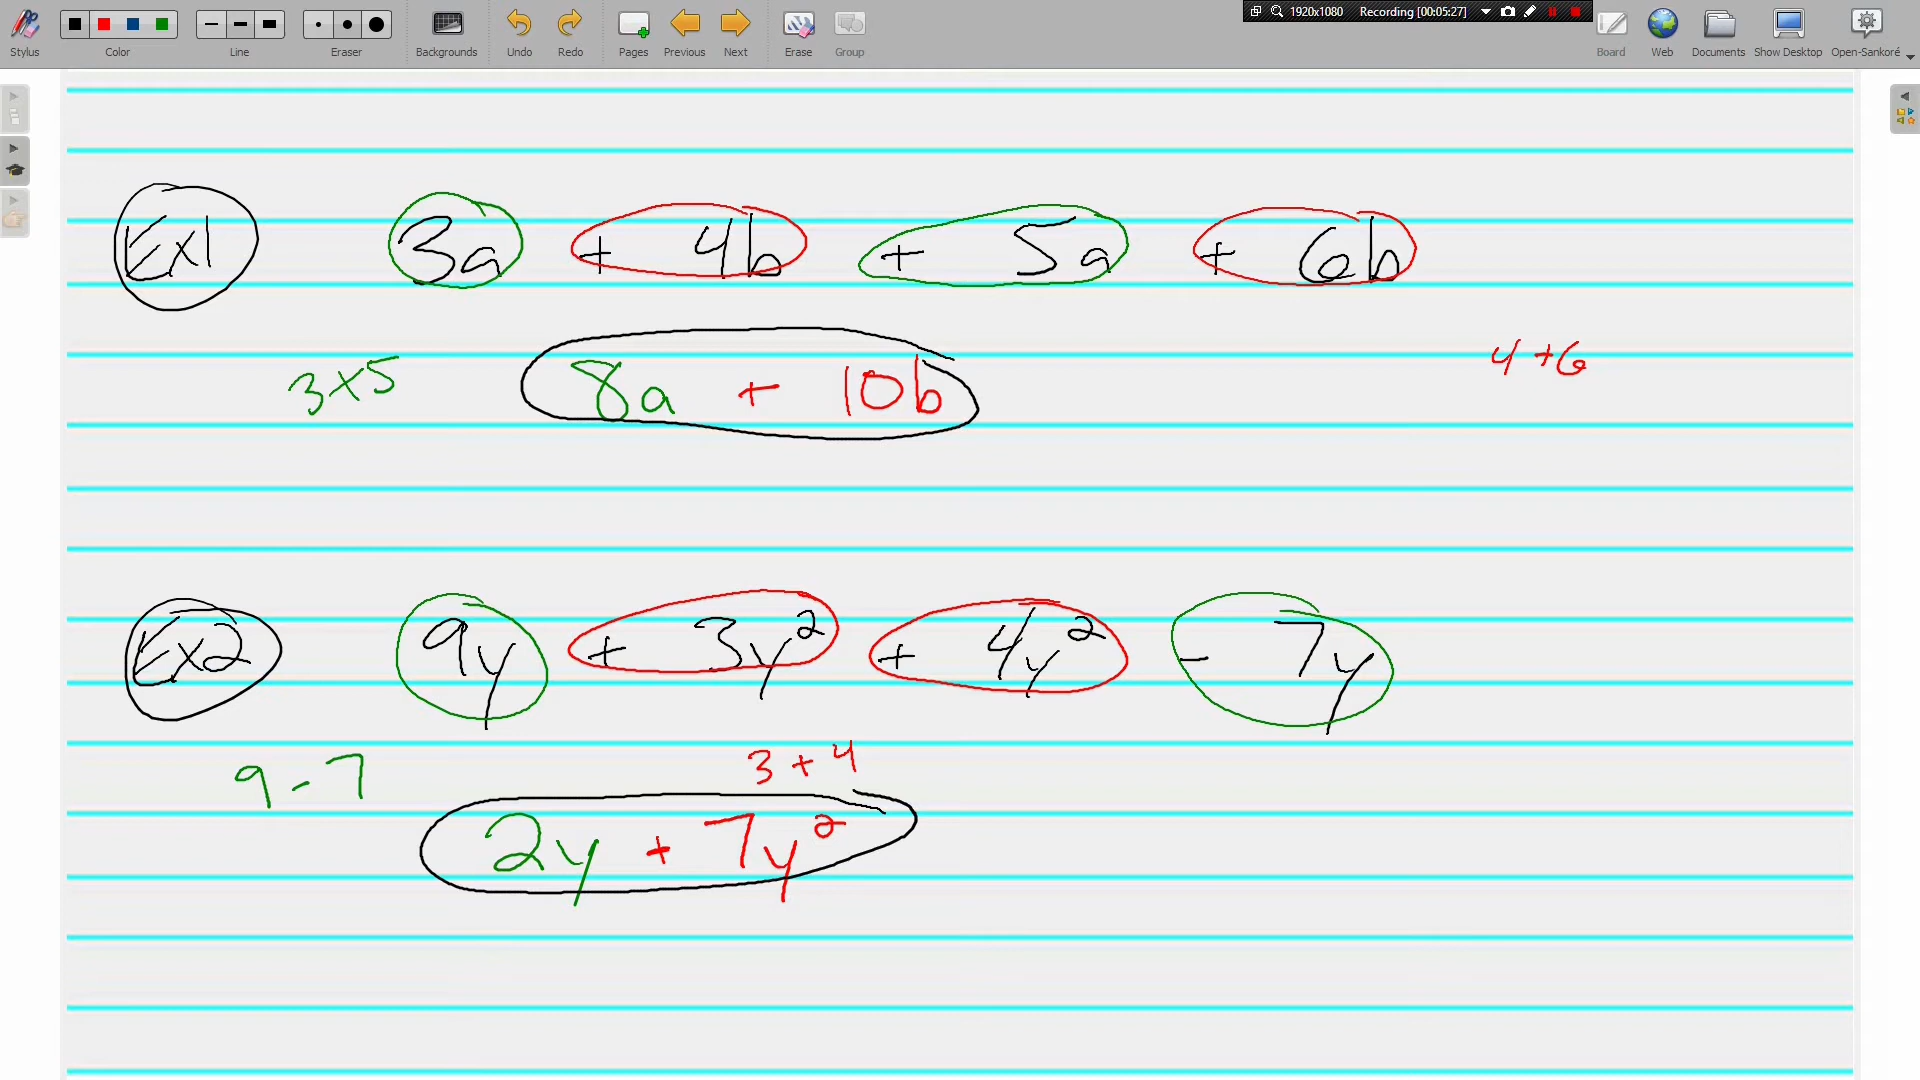 1920x1080 Recording [00:05:27]
Stylus Color Line Eraser Backgrounds Undo Redo Pages Previous Next Erase Group Board Web Documents Show Desktop Open-Sankoré
Ex1 3a + 4b + 5a + 6b
4 + 6
3 x 5 8a + 10b
Ex2 9y + 3y² + 4y² - 7y
9 - 7 3 + 4
2y + 7y²